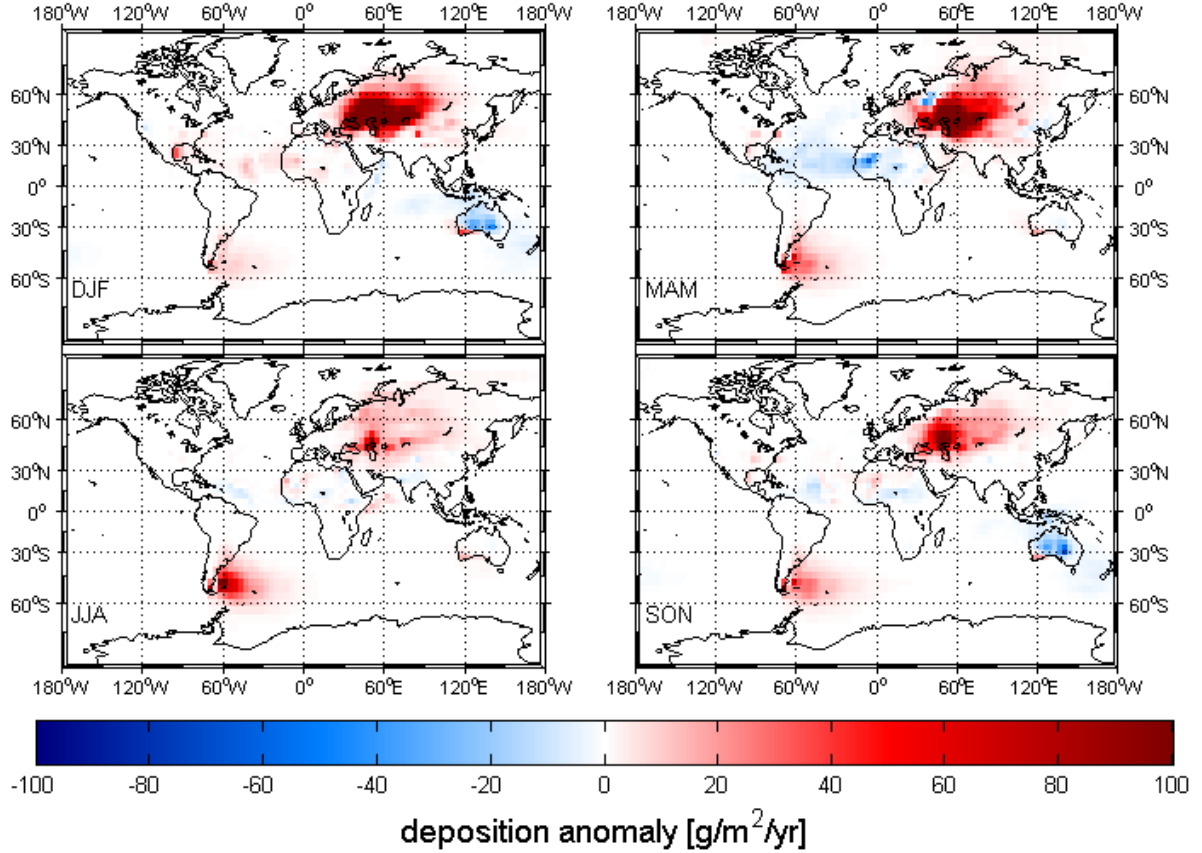 180°W 120°W 60°W 0° 60°E 120°E 180°W 180°W 120°W 60°W 0° 60°E 120°E 180°W
60°N 60°N
30°N 30°N
0° 0°
30°S 30°S
60°S 60°S
DJF MAM
60°N 60°N
30°N 30°N
0° 0°
30°S 30°S
60°S 60°S
JJA SON
180°W 120°W 60°W 0° 60°E 120°E 180°W 180°W 120°W 60°W 0° 60°E 120°E 180°W
-100 -80 -60 -40 -20 0 20 40 60 80 100
deposition anomaly [g/m²/yr]